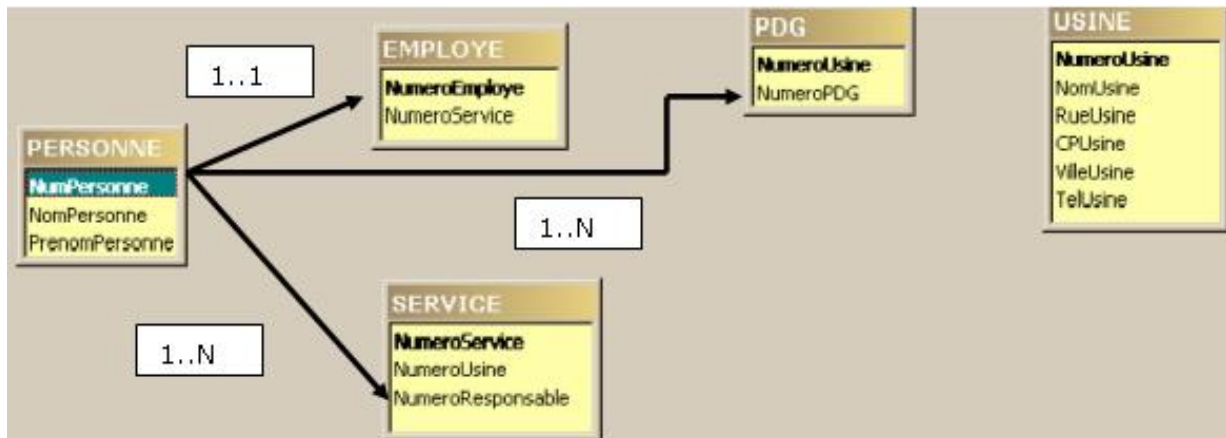 PERSONNE
NumPersonne
NomPersonne
PrenomPersonne
1..1
EMPLOYE
NumeroEmploye
NumeroService
PDG
NumeroUsine
NumeroPDG
USINE
NumeroUsine
NomUsine
RueUsine
CPUsine
VilleUsine
TelUsine
1..N
1..N
SERVICE
NumeroService
NumeroUsine
NumeroResponsable